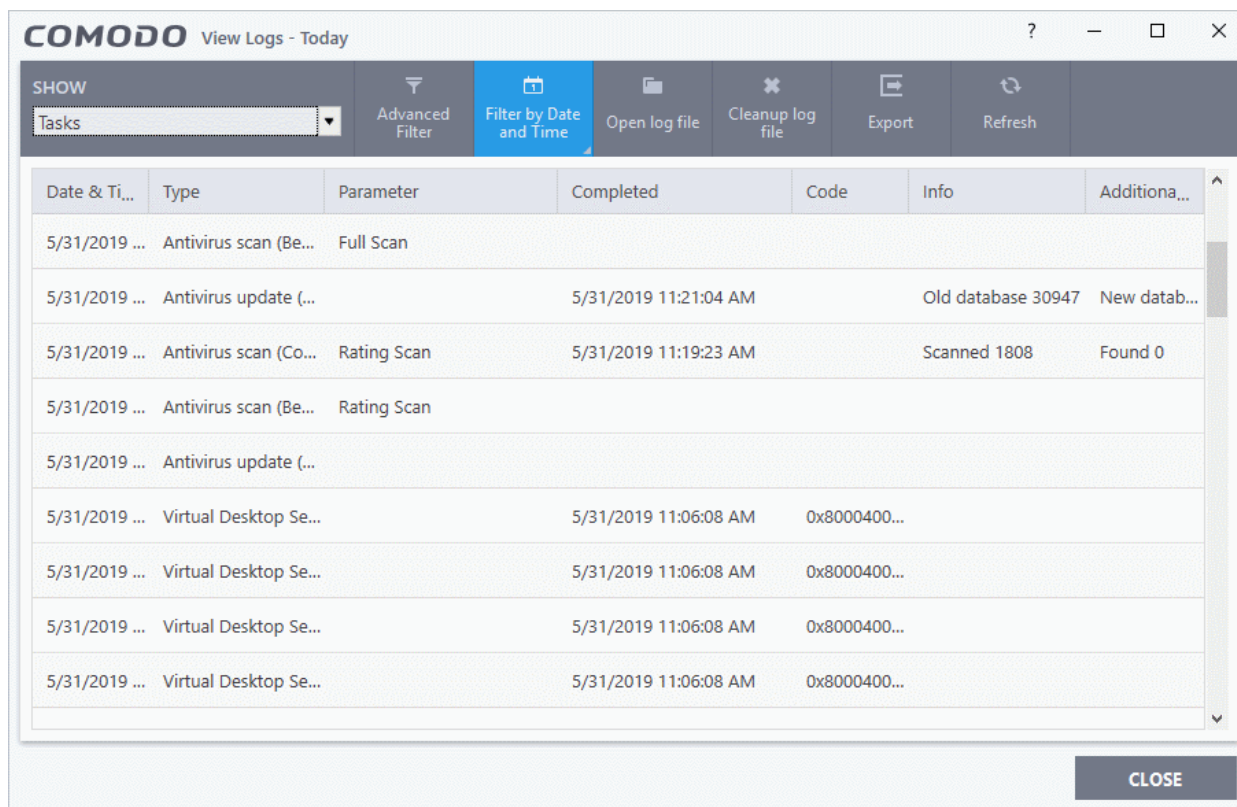 COMODO View Logs - Today
?
SHOW
Tasks
Advanced Filter
Filter by Date and Time
Open log file
Cleanup log file
Export
Refresh
Date & Ti... Type Parameter Completed Code Info Additiona...
5/31/2019 ... Antivirus scan (Be... Full Scan
5/31/2019 ... Antivirus update (... 5/31/2019 11:21:04 AM Old database 30947 New datab...
5/31/2019 ... Antivirus scan (Co... Rating Scan 5/31/2019 11:19:23 AM Scanned 1808 Found 0
5/31/2019 ... Antivirus scan (Be... Rating Scan
5/31/2019 ... Antivirus update (...
5/31/2019 ... Virtual Desktop Se... 5/31/2019 11:06:08 AM 0x8000400...
5/31/2019 ... Virtual Desktop Se... 5/31/2019 11:06:08 AM 0x8000400...
5/31/2019 ... Virtual Desktop Se... 5/31/2019 11:06:08 AM 0x8000400...
5/31/2019 ... Virtual Desktop Se... 5/31/2019 11:06:08 AM 0x8000400...
CLOSE